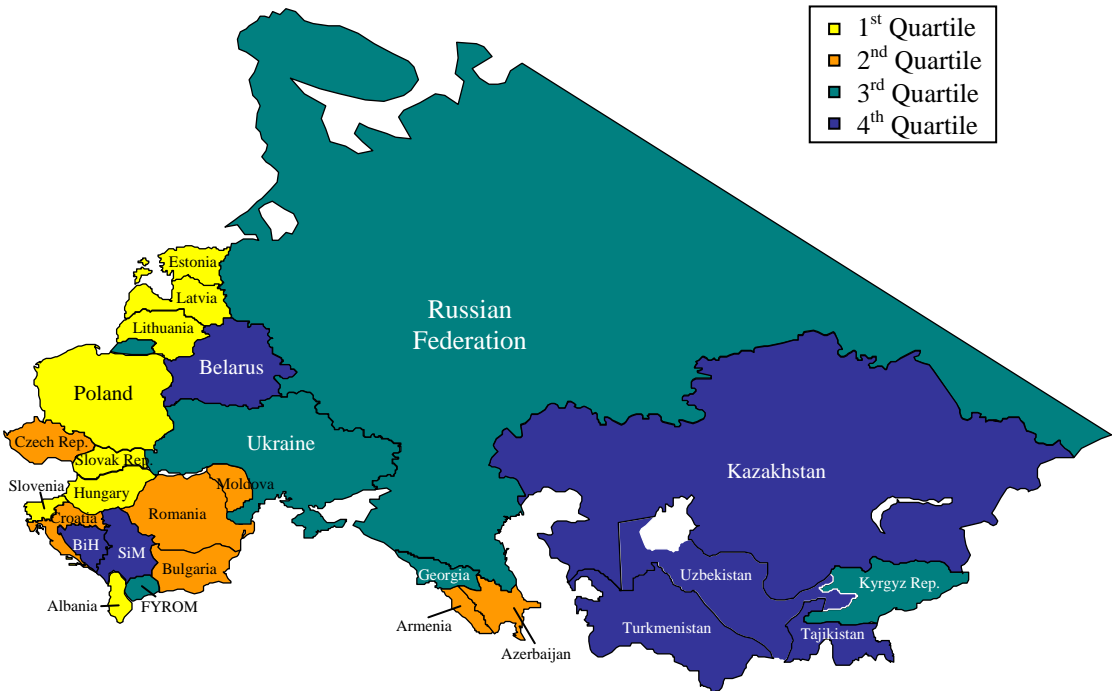 1st Quartile
2nd Quartile
3rd Quartile
4th Quartile
Estonia
Latvia
Lithuania
Russian
Federation
Belarus
Poland
Czech Rep.
Ukraine
Slovak Rep.
Kazakhstan
Slovenia
Hungary
Moldova
Croatia
Romania
BiH
SiM
Bulgaria
Georgia
Uzbekistan
Kyrgyz Rep.
Albania
FYROM
Armenia
Turkmenistan
Tajikistan
Azerbaijan